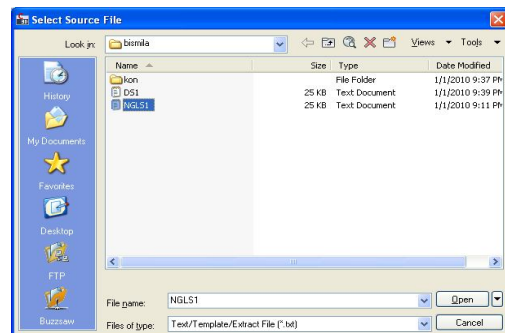 Select Source File
Look in: bismila Views Tools
Name Size Type Date Modified
kon File Folder 1/1/2010 9:37 PM
DS1 25 KB Text Document 1/1/2010 9:39 PM
NGLS1 25 KB Text Document 1/1/2010 9:11 PM
History
My Documents
Favorites
Desktop
FTP
Buzzsaw
File name: NGLS1 Open
Files of type: Text/Template/Extract File (*.txt) Cancel